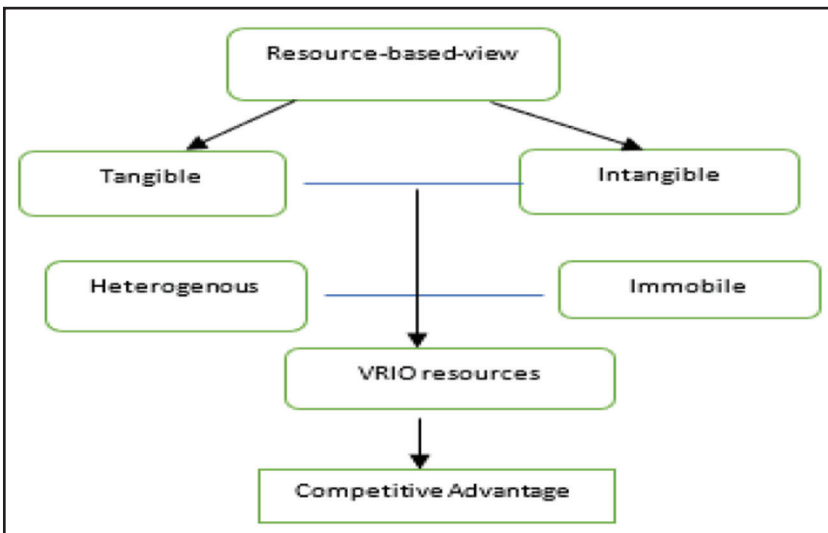 Resource-based-view
Tangible
Intangible
Heterogenous
Immobile
VRIO resources
Competitive Advantage